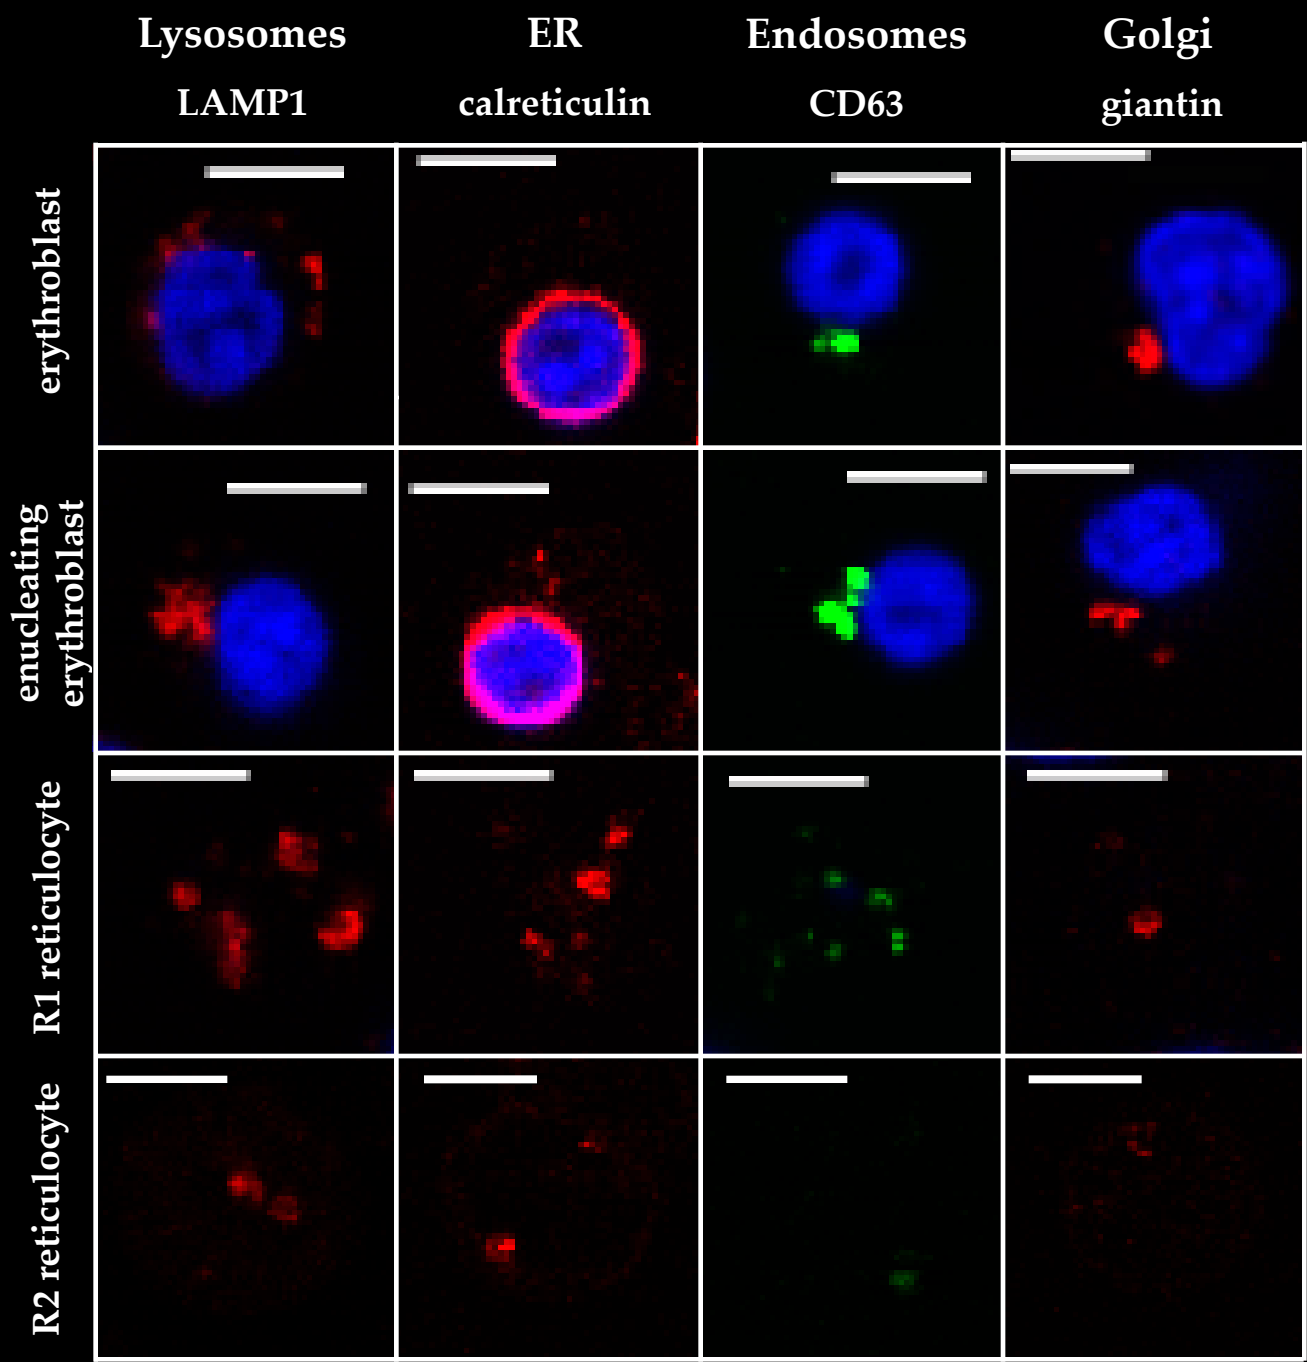 Lysosomes ER Endosomes Golgi
LAMP1 calreticulin CD63 giantin
erythroblast
enucleating
erythroblast
R1 reticulocyte
R2 reticulocyte